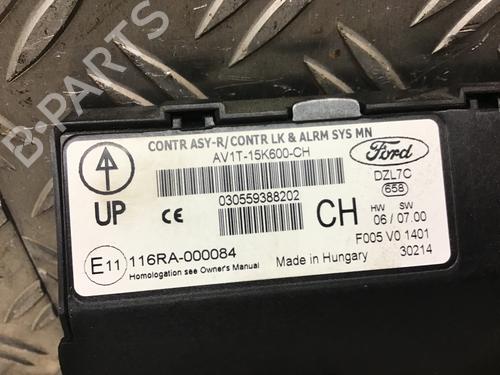 B-PARTS
CONTR ASY-R/CONTR LK & ALRM SYS MN
AV1T-15K600-CH
Ford
DZL7C
658
UP
CE
030559388202
CH
HW SW
06 / 07.00
E11
116RA-000084
F005 V0 1401
Homologation see Owner's Manual
Made in Hungary
30214